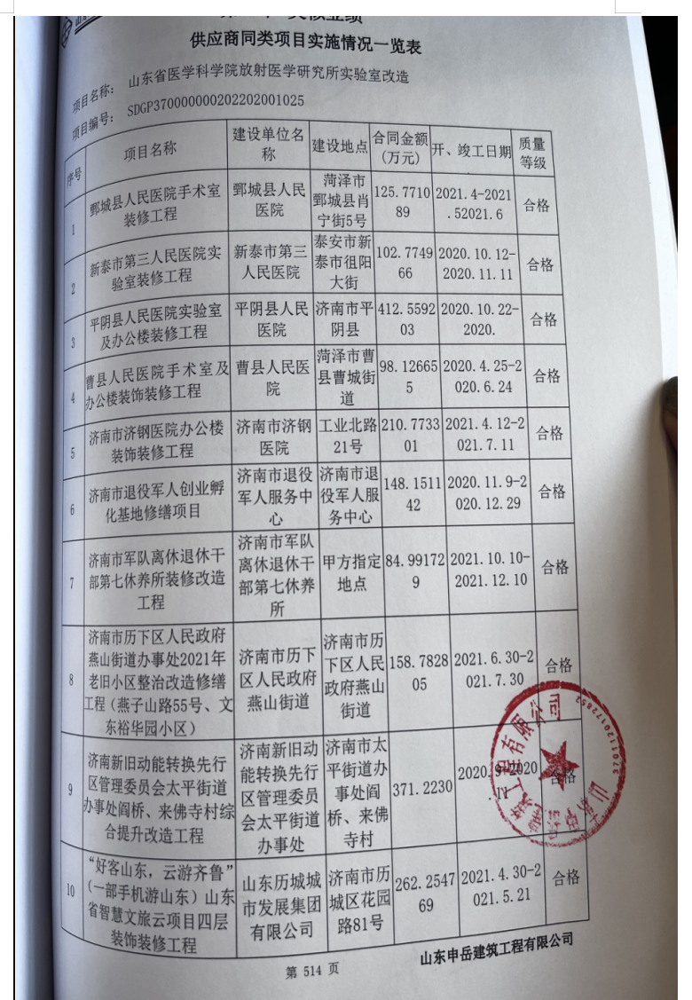 供应商同类项目实施情况一览表
项目名称： 山东省医学科学院放射医学研究所实验室改造
项目编号： SDGP370000000202202001025
序号 项目名称 建设单位名称 建设地点 合同金额(万元) 开、竣工日期 质量等级
1 鄄城县人民医院手术室装修工程 鄄城县人民医院 菏泽市鄄城县肖宁街5号 125.771089 2021.4-2021.52021.6 合格
2 新泰市第三人民医院实验室装修工程 新泰市第三人民医院 泰安市新泰市徂阳大街 102.774966 2020.10.12-2020.11.11 合格
3 平阴县人民医院实验室及办公楼装修工程 平阴县人民医院 济南市平阴县 412.559203 2020.10.22-2020. 合格
4 曹县人民医院手术室及办公楼装饰装修工程 曹县人民医院 菏泽市曹县曹城街道 98.126655 2020.4.25-2020.6.24 合格
5 济南市济钢医院办公楼装饰装修工程 济南市济钢医院 工业北路21号 210.773301 2021.4.12-2021.7.11 合格
6 济南市退役军人创业孵化基地修缮项目 济南市退役军人服务中心 济南市退役军人服务中心 148.151142 2020.11.9-2020.12.29 合格
7 济南市军队离休退休干部第七休养所装修改造工程 济南市军队离休退休干部第七休养所 甲方指定地点 84.991729 2021.10.10-2021.12.10 合格
8 济南市历下区人民政府燕山街道办事处2021年老旧小区整治改造修缮工程（燕子山路55号、文东裕华园小区） 济南市历下区人民政府燕山街道 济南市历下区人民政府燕山街道 158.782805 2021.6.30-2021.7.30 合格
9 济南新旧动能转换先行区管理委员会太平街道办事处阎桥、来佛寺村综合提升改造工程 济南新旧动能转换先行区管理委员会太平街道办事处 济南市太平街道办事处阎桥、来佛寺村 371.2230 2020.9-2020.11 合格
10 “好客山东，云游齐鲁”（一部手机游山东）山东省智慧文旅云项目四层装饰装修工程 山东历城城市发展集团有限公司 济南市历城区花园路81号 262.254769 2021.4.30-2021.5.21 合格
山东申岳建筑工程有限公司
第 514 页